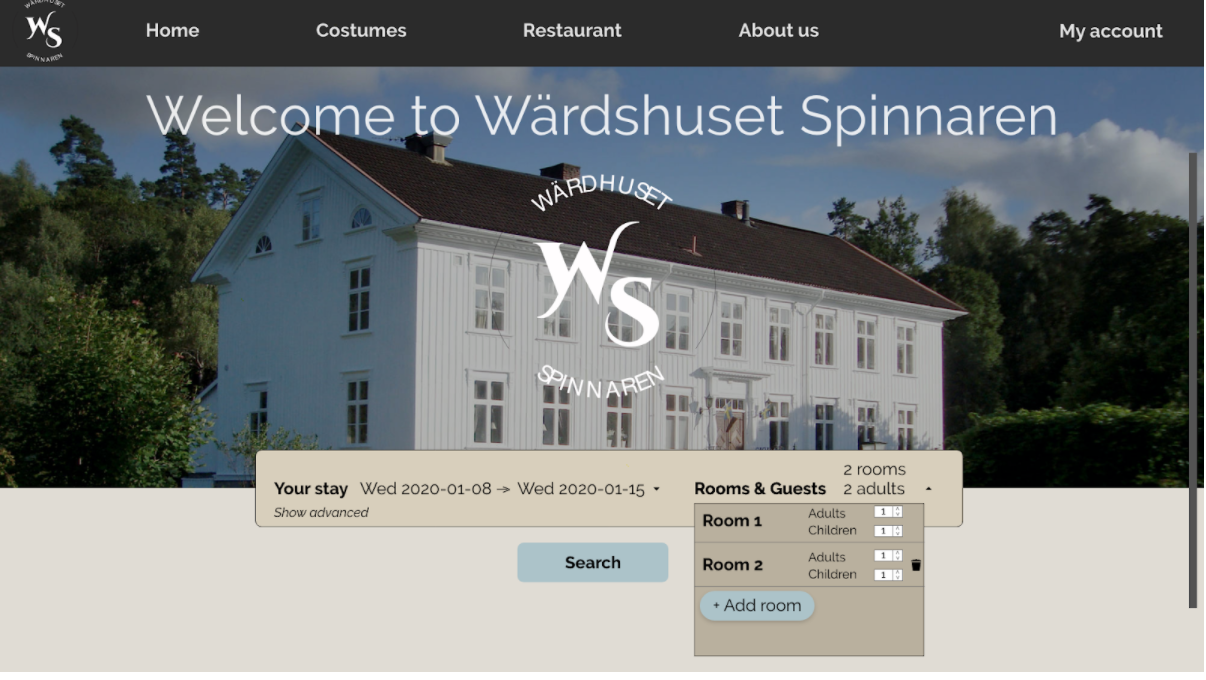 WÄRDHUSET
WS
SPINNAREN
Home
Costumes
Restaurant
About us
My account
Welcome to Wärdshuset Spinnaren
WÄRDHUSET
WS
SPINNAREN
Your stay Wed 2020-01-08 → Wed 2020-01-15
Show advanced
Rooms & Guests
2 rooms
2 adults
Room 1
Adults 1
Children 1
Room 2
Adults 1
Children 1
+ Add room
Search